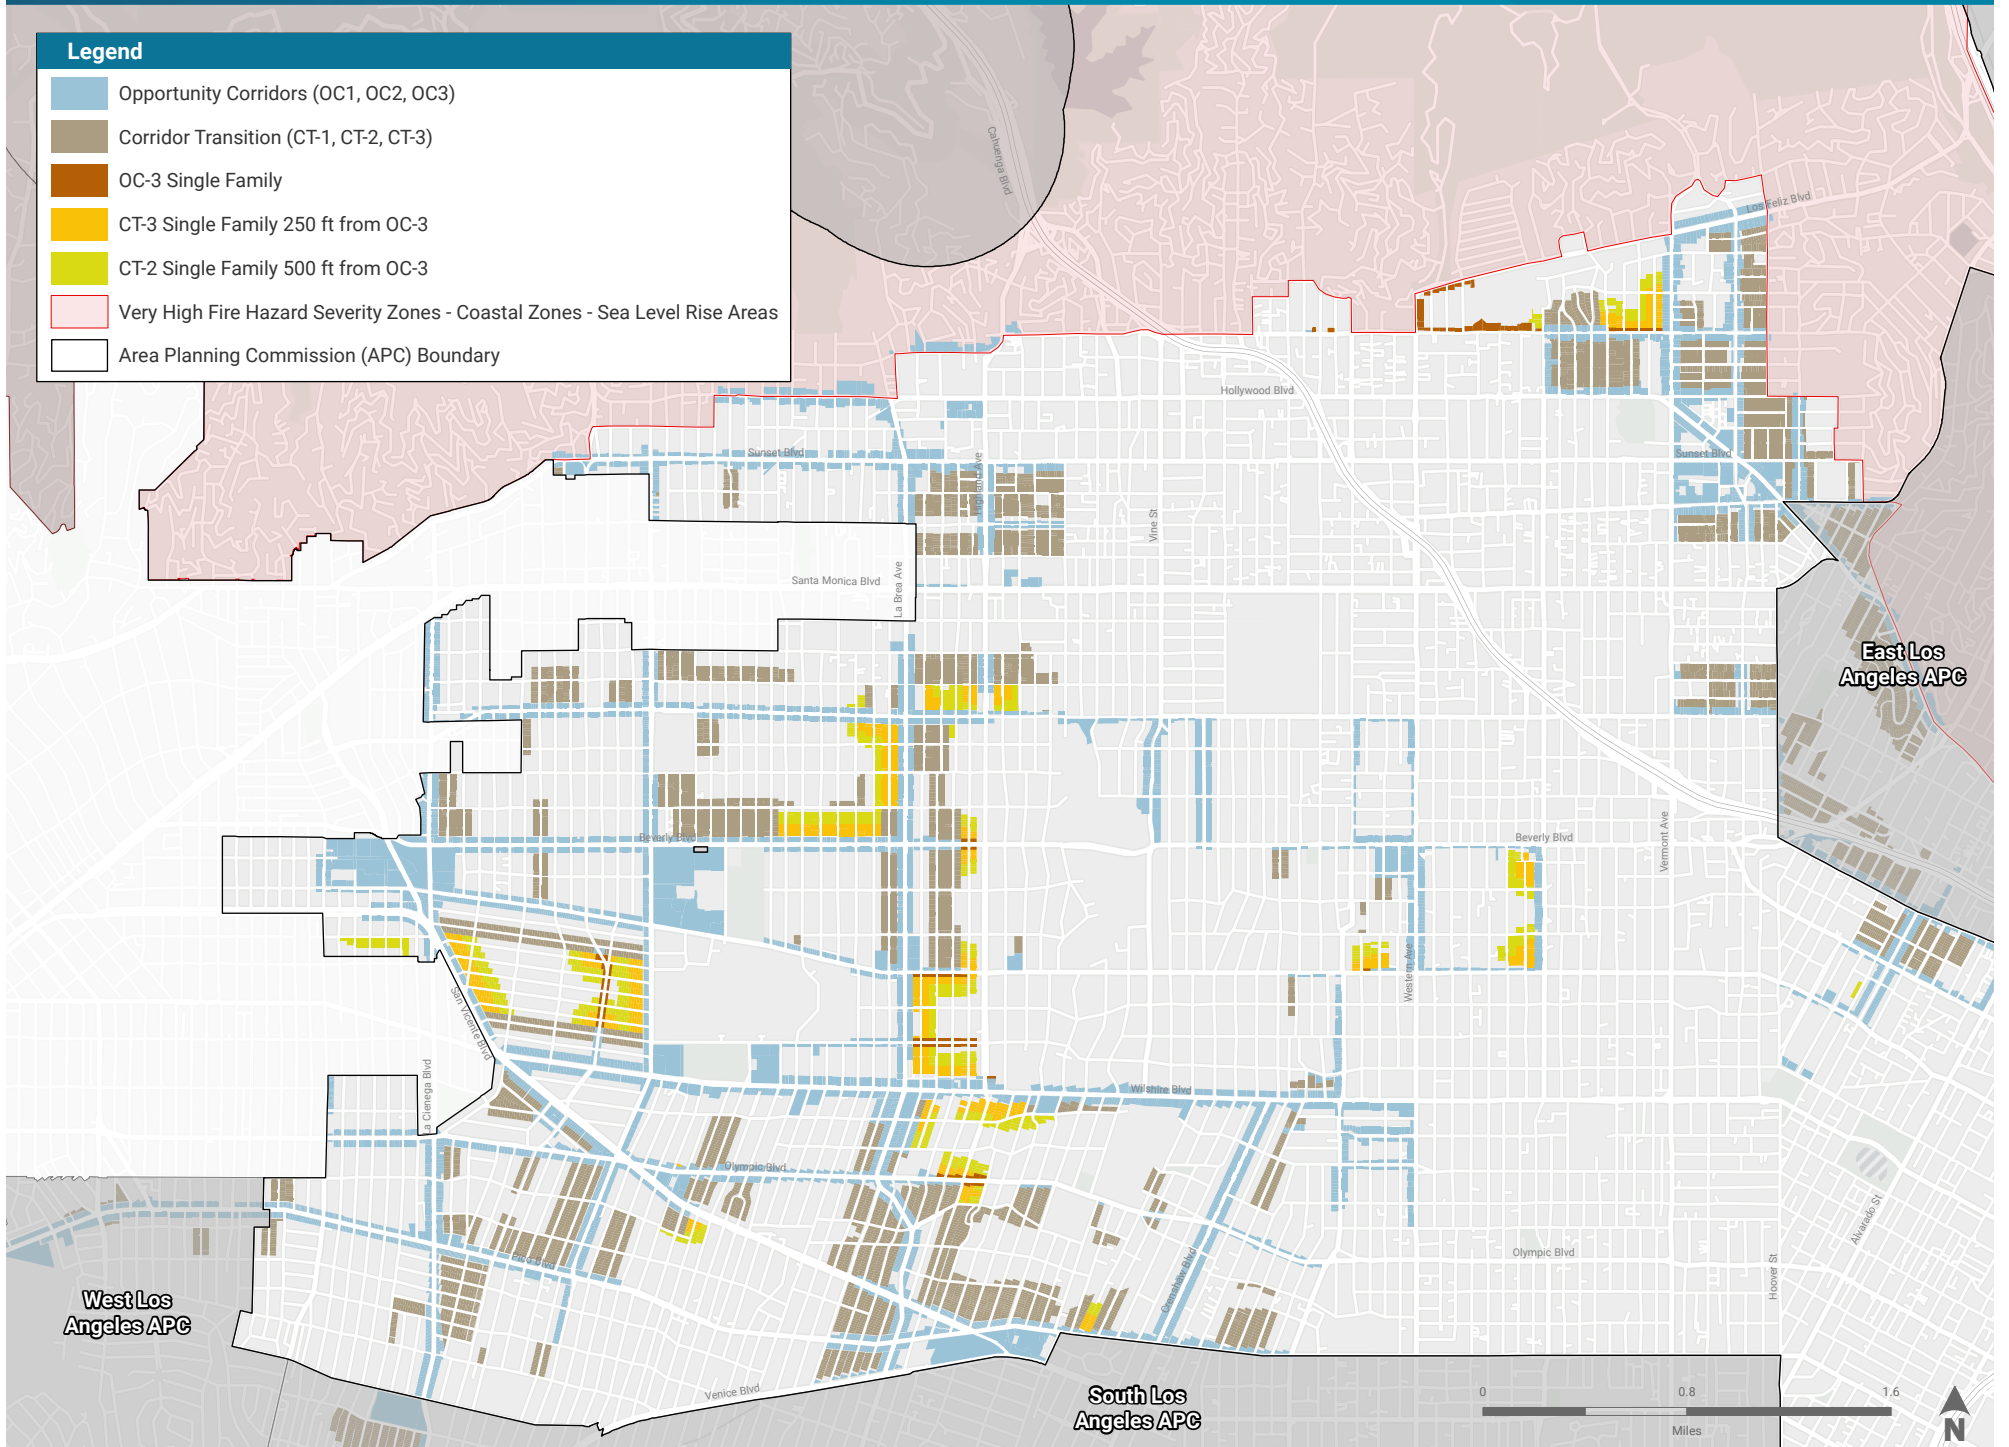 Legend
Opportunity Corridors (OC1, OC2, OC3)
Corridor Transition (CT-1, CT-2, CT-3)
OC-3 Single Family
CT-3 Single Family 250 ft from OC-3
CT-2 Single Family 500 ft from OC-3
Very High Fire Hazard Severity Zones - Coastal Zones - Sea Level Rise Areas
Area Planning Commission (APC) Boundary
Cahuenga Blvd
Los Feliz Blvd
Hollywood Blvd
Sunset Blvd
Sunset Blvd
Highland Ave
Vine St
Santa Monica Blvd
La Brea Ave
East Los
Angeles APC
Beverly Blvd
Beverly Blvd
Vermont Ave
Western Ave
San Vicente Blvd
La Cienega Blvd
Wilshire Blvd
Olympic Blvd
Alvarado St
Pico Blvd
Crenshaw Blvd
Olympic Blvd
Hoover St
West Los
Angeles APC
Venice Blvd
South Los
Angeles APC
0
0.8
1.6
Miles
N